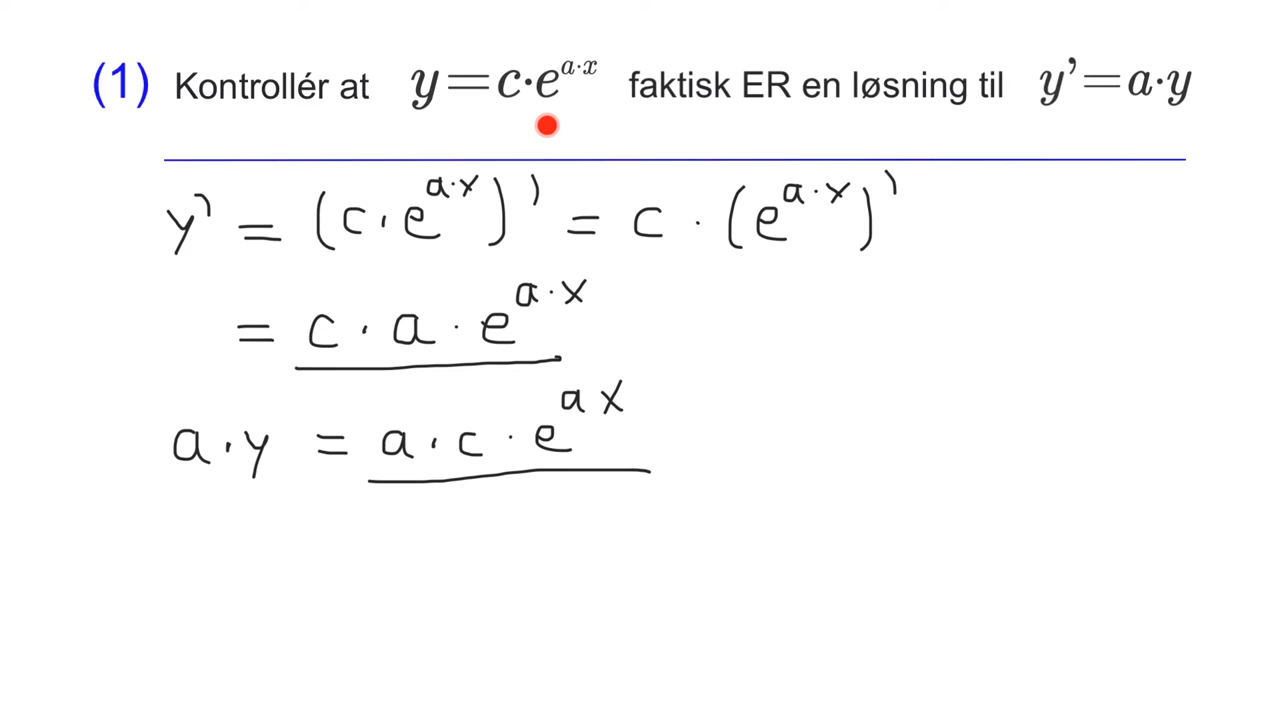 (1) Kontrollér at y=c·e^{a·x} faktisk ER en løsning til y'=a·y
y' = (c·e^{a·x})' = c · (e^{a·x})'
= c · a · e^{a·x}
a·y = a·c·e^{ax}